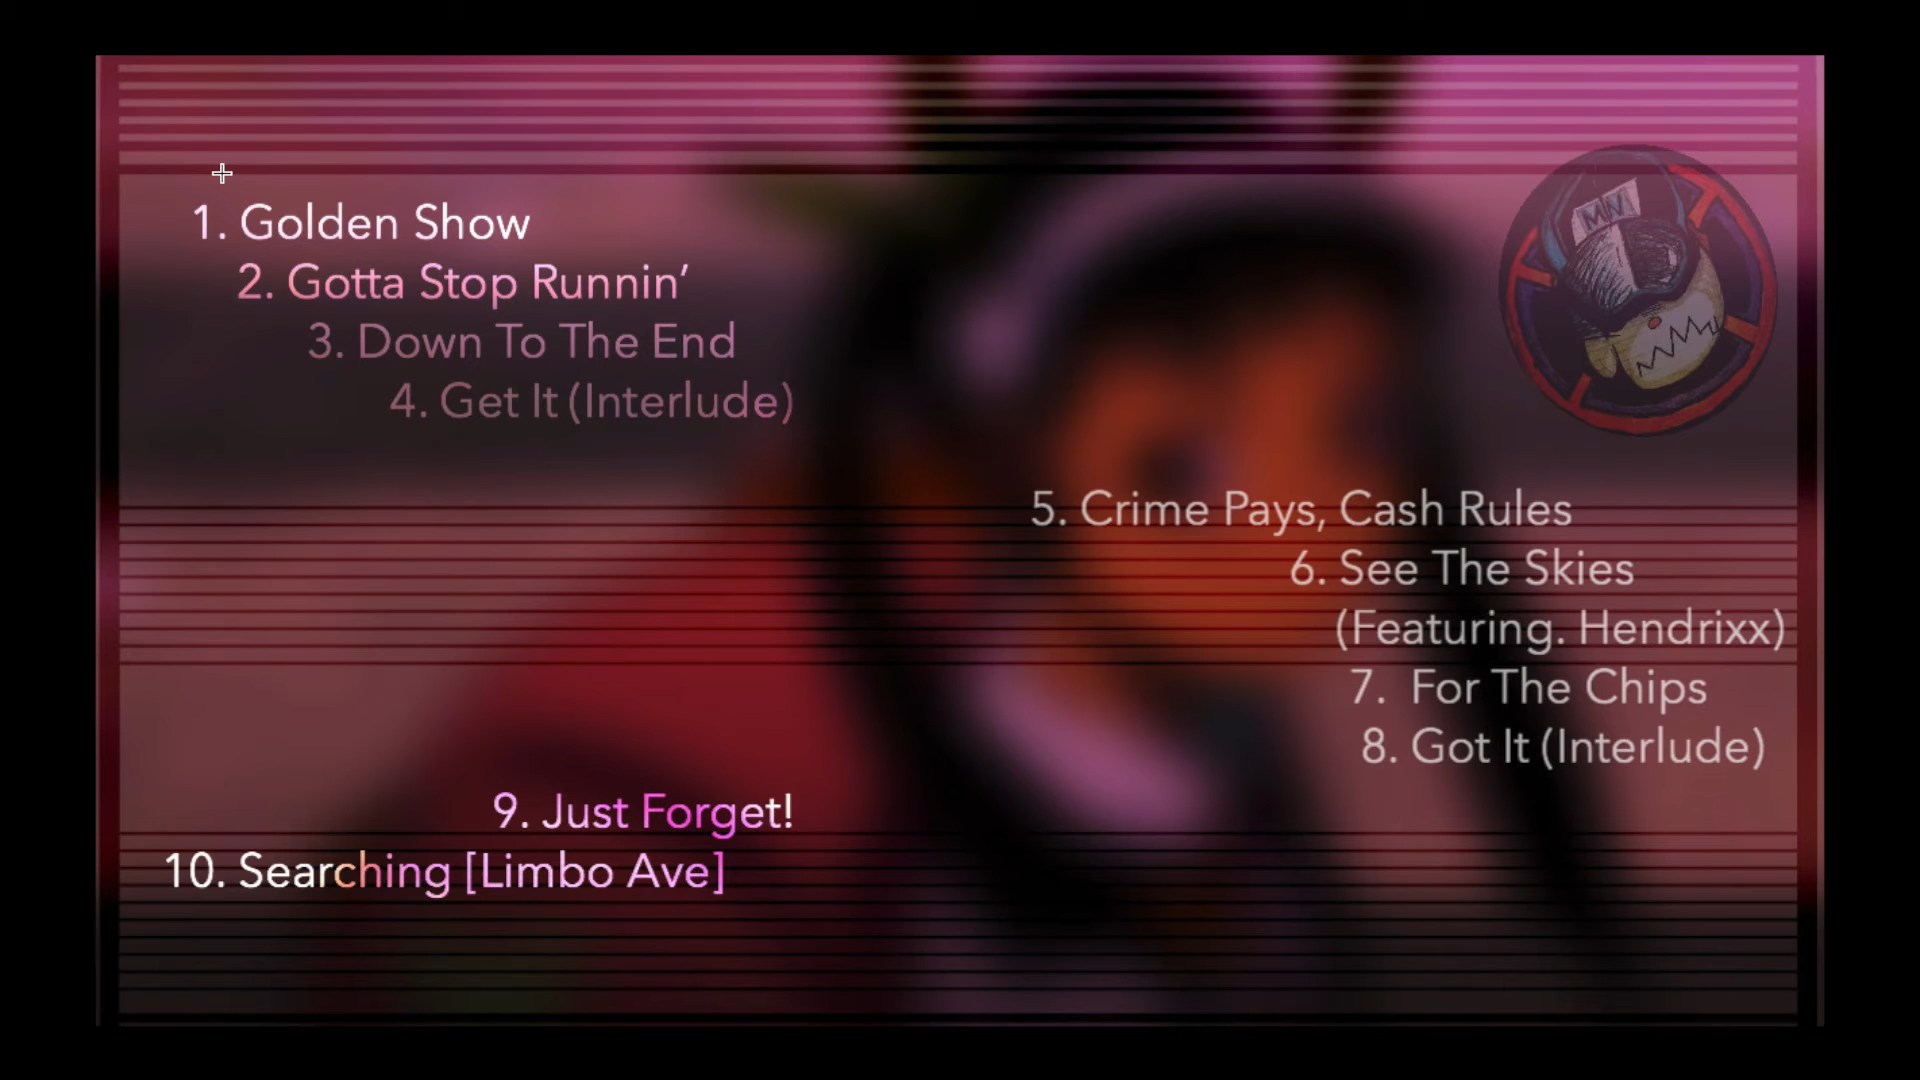 1. Golden Show
2. Gotta Stop Runnin’
3. Down To The End
4. Get It (Interlude)
MV
5. Crime Pays, Cash Rules
6. See The Skies
(Featuring. Hendrixx)
7. For The Chips
8. Got It (Interlude)
9. Just Forget!
10. Searching [Limbo Ave]